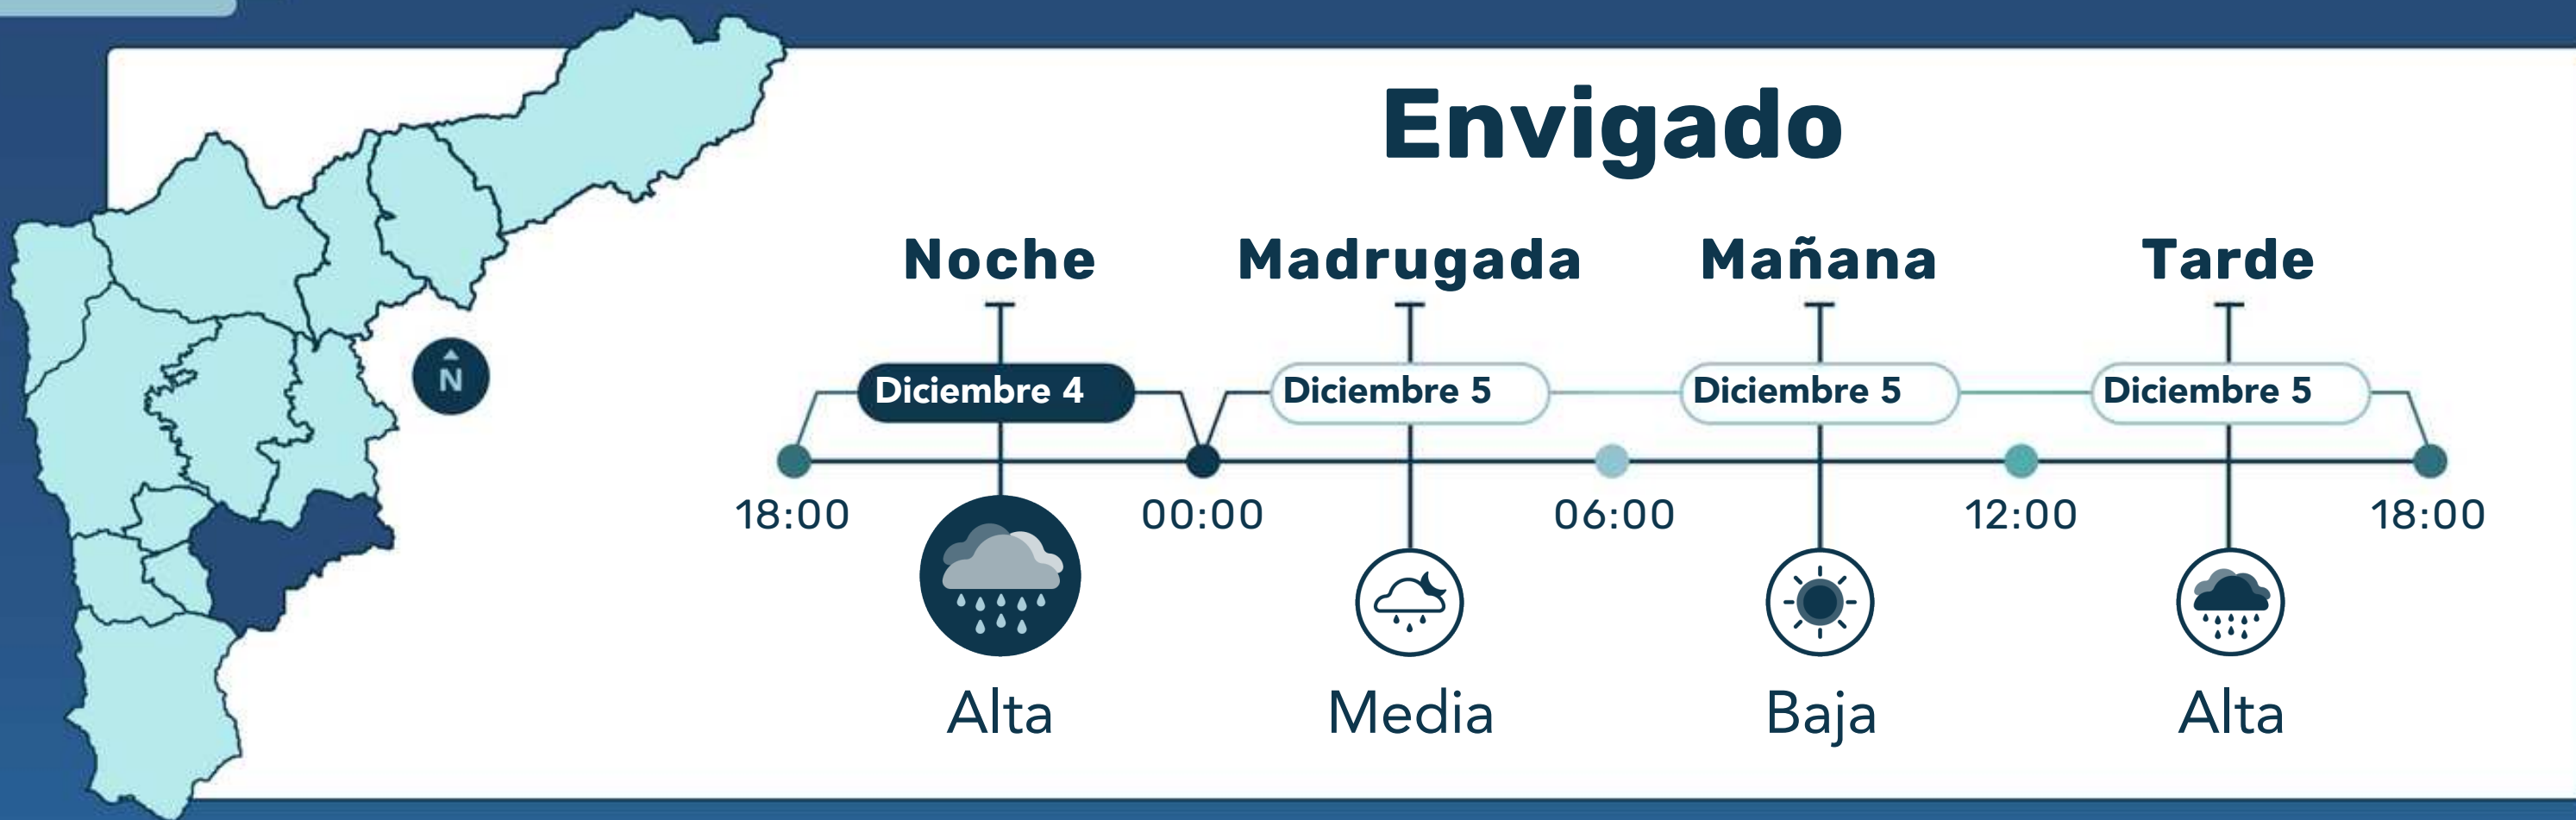 Envigado
Noche Madrugada Mañana Tarde
N
Diciembre 4 Diciembre 5 Diciembre 5 Diciembre 5
18:00 00:00 06:00 12:00 18:00
Alta Media Baja Alta